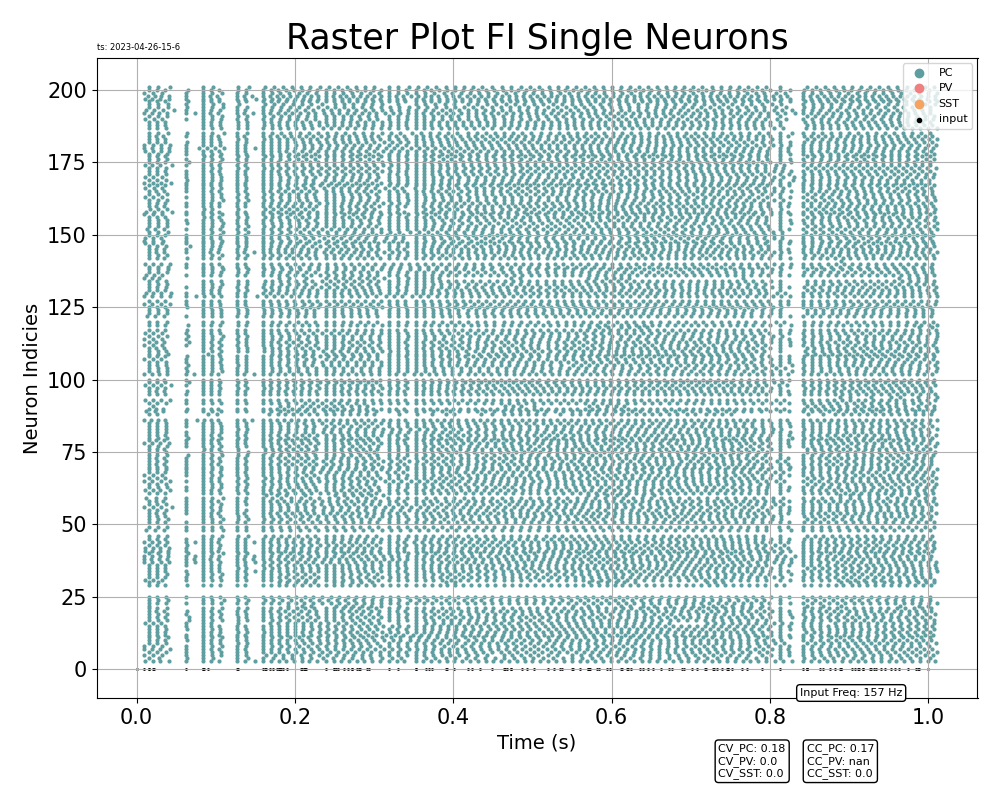 Raster Plot FI Single Neurons
ts: 2023-04-26-15-6
PC
PV
SST
input
200
175
150
125
100
75
50
25
0
Neuron Indicies
0.0 0.2 0.4 0.6 0.8 1.0
Time (s)
Input Freq: 157 Hz
CV_PC: 0.18
CV_PV: 0.0
CV_SST: 0.0
CC_PC: 0.17
CC_PV: nan
CC_SST: 0.0